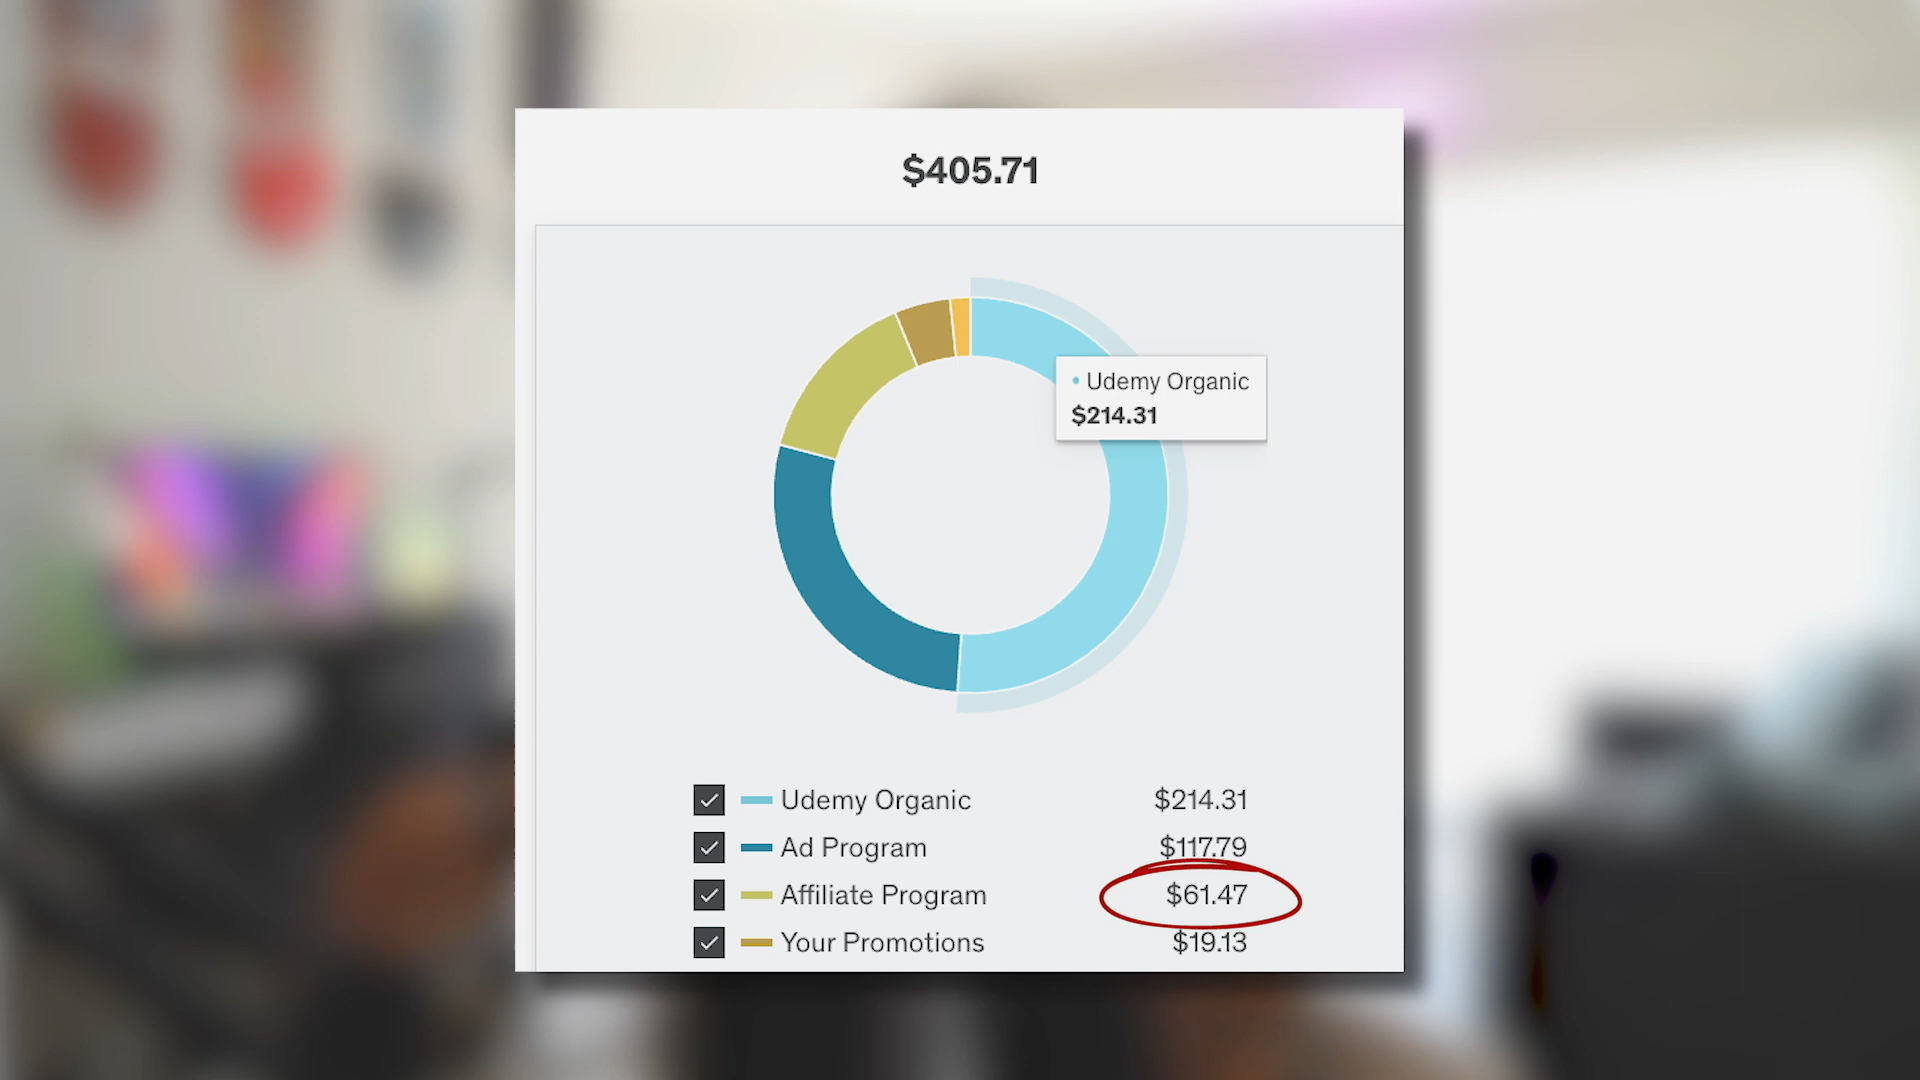 $405.71
• Udemy Organic
$214.31
Udemy Organic $214.31
Ad Program $117.79
Affiliate Program $61.47
Your Promotions $19.13